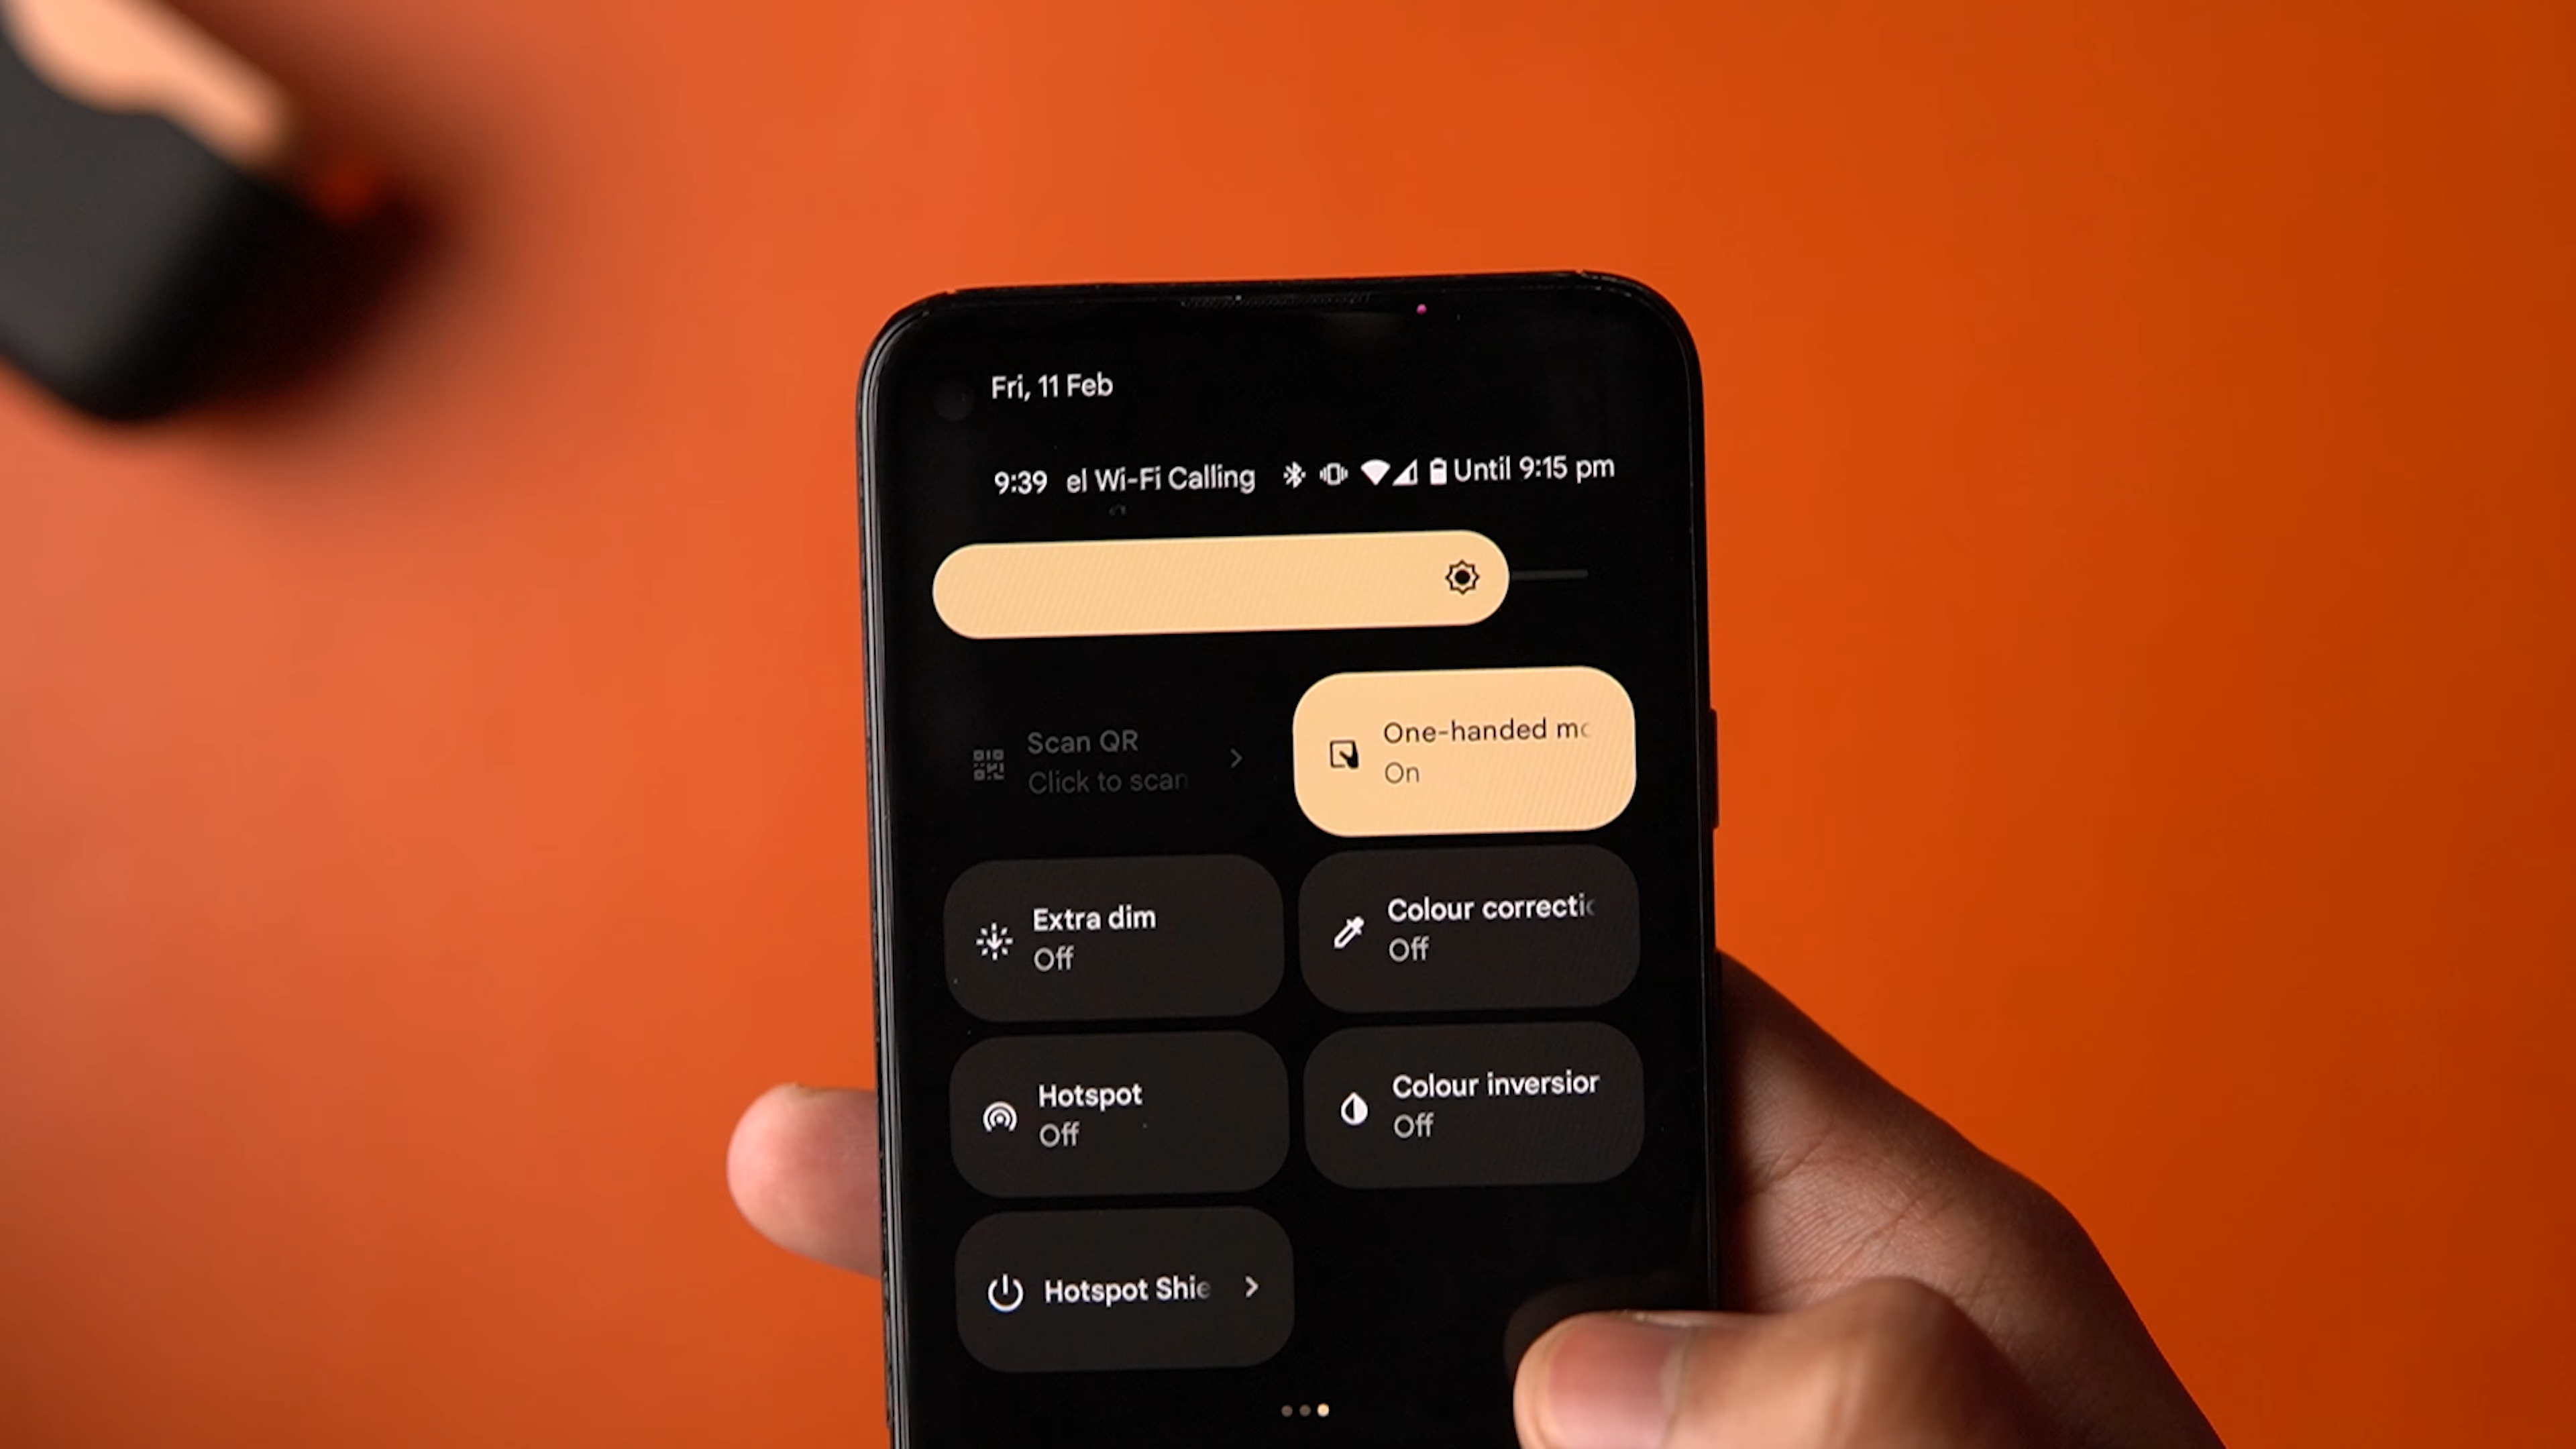 Fri, 11 Feb
9:39 el Wi-Fi Calling Until 9:15 pm
Scan QR
Click to scan
One-handed mo
On
Extra dim
Off
Colour correctio
Off
Hotspot
Off
Colour inversion
Off
Hotspot Shie